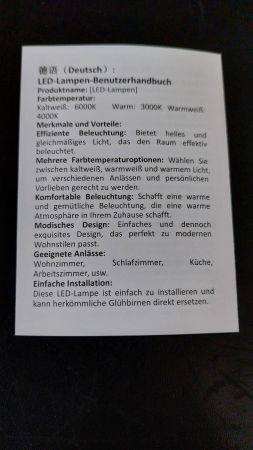 德语（Deutsch）:
LED-Lampen-Benutzerhandbuch
Produktname: [LED-Lampen]
Farbtemperatur:
Kaltweiß: 6000K Warm: 3000K Warmweiß:
4000K
Merkmale und Vorteile:
Effiziente Beleuchtung: Bietet helles und
gleichmäßiges Licht, das den Raum effektiv
beleuchtet.
Mehrere Farbtemperaturoptionen: Wählen Sie
zwischen kaltweiß, warmweiß und warmem Licht,
um verschiedenen Anlässen und persönlichen
Vorlieben gerecht zu werden.
Komfortable Beleuchtung: Schafft eine warme
und gemütliche Beleuchtung, die eine warme
Atmosphäre in Ihrem Zuhause schafft.
Modisches Design: Einfaches und dennoch
exquisites Design, das perfekt zu modernen
Wohnstilen passt.
Geeignete Anlässe:
Wohnzimmer, Schlafzimmer, Küche,
Arbeitszimmer, usw.
Einfache Installation:
Diese LED-Lampe ist einfach zu installieren und
kann herkömmliche Glühbirnen direkt ersetzen.